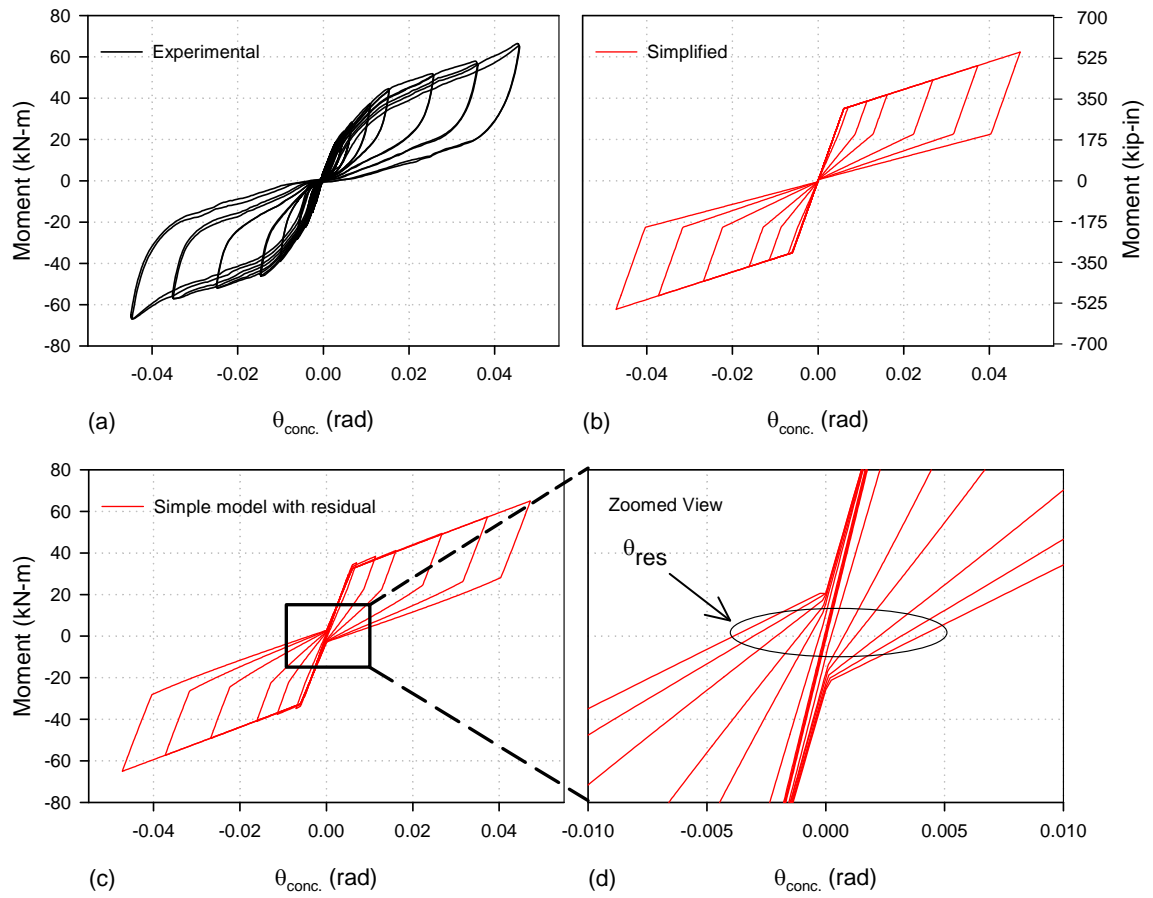 80
60
40
20
0
-20
-40
-60
-80
Moment (kN-m)
Experimental
-0.04 -0.02 0.00 0.02 0.04
(a) θconc. (rad)
Simplified
700
525
350
175
0
-175
-350
-525
-700
Moment (kip-in)
-0.04 -0.02 0.00 0.02 0.04
(b) θconc. (rad)
80
60
40
20
0
-20
-40
-60
-80
Moment (kN-m)
Simple model with residual
-0.04 -0.02 0.00 0.02 0.04
(c) θconc. (rad)
Zoomed View
θres
-0.010 -0.005 0.000 0.005 0.010
(d) θconc. (rad)